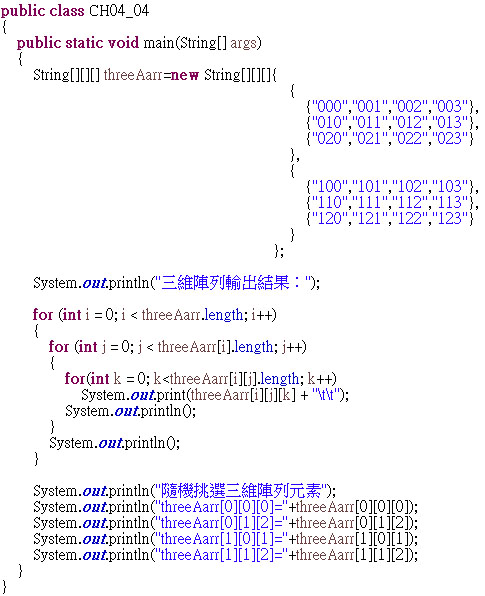 public class CH04_04
{
public static void main(String[] args)
{
String[][][] threeAarr=new String[][][]{
{
{"000","001","002","003"},
{"010","011","012","013"},
{"020","021","022","023"}
},
{
{"100","101","102","103"},
{"110","111","112","113"},
{"120","121","122","123"}
}
};
System.out.println("三維陣列輸出結果：");
for (int i = 0; i < threeAarr.length; i++)
{
for (int j = 0; j < threeAarr[i].length; j++)
{
for(int k = 0; k<threeAarr[i][j].length; k++)
System.out.print(threeAarr[i][j][k] + "\t\t");
System.out.println();
}
System.out.println();
}
System.out.println("隨機挑選三維陣列元素");
System.out.println("threeAarr[0][0][0]="+threeAarr[0][0][0]);
System.out.println("threeAarr[0][1][2]="+threeAarr[0][1][2]);
System.out.println("threeAarr[1][0][1]="+threeAarr[1][0][1]);
System.out.println("threeAarr[1][1][2]="+threeAarr[1][1][2]);
}
}